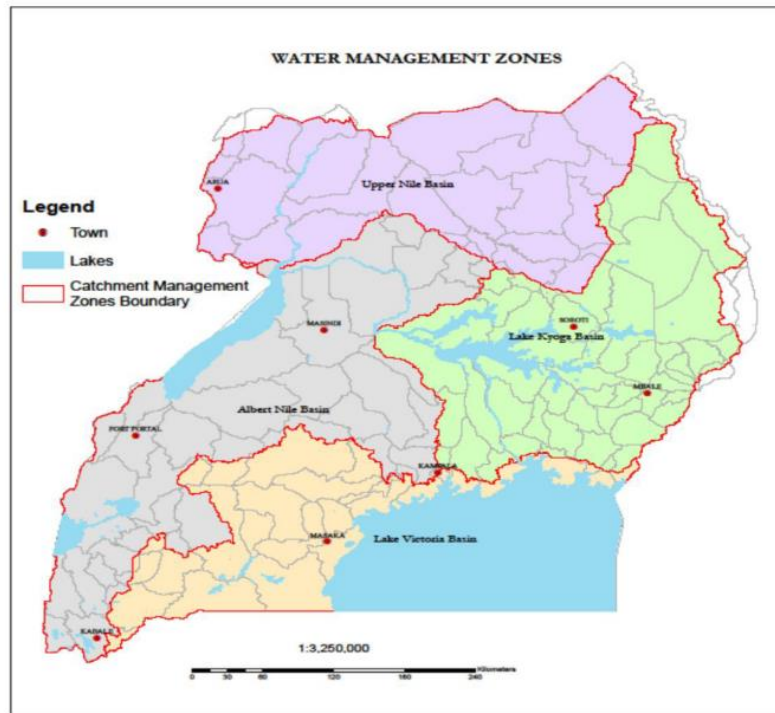 WATER MANAGEMENT ZONES
ARUA
Upper Nile Basin
Legend
Town
Lakes
Catchment Management
Zones Boundary
MASINDI
SOROTI
Lake Kyoga Basin
MBALE
Albert Nile Basin
FORT PORTAL
KAMPALA
MASAKA
Lake Victoria Basin
KABALE
1:3,250,000
0 30 60 120 180 240
Kilometers